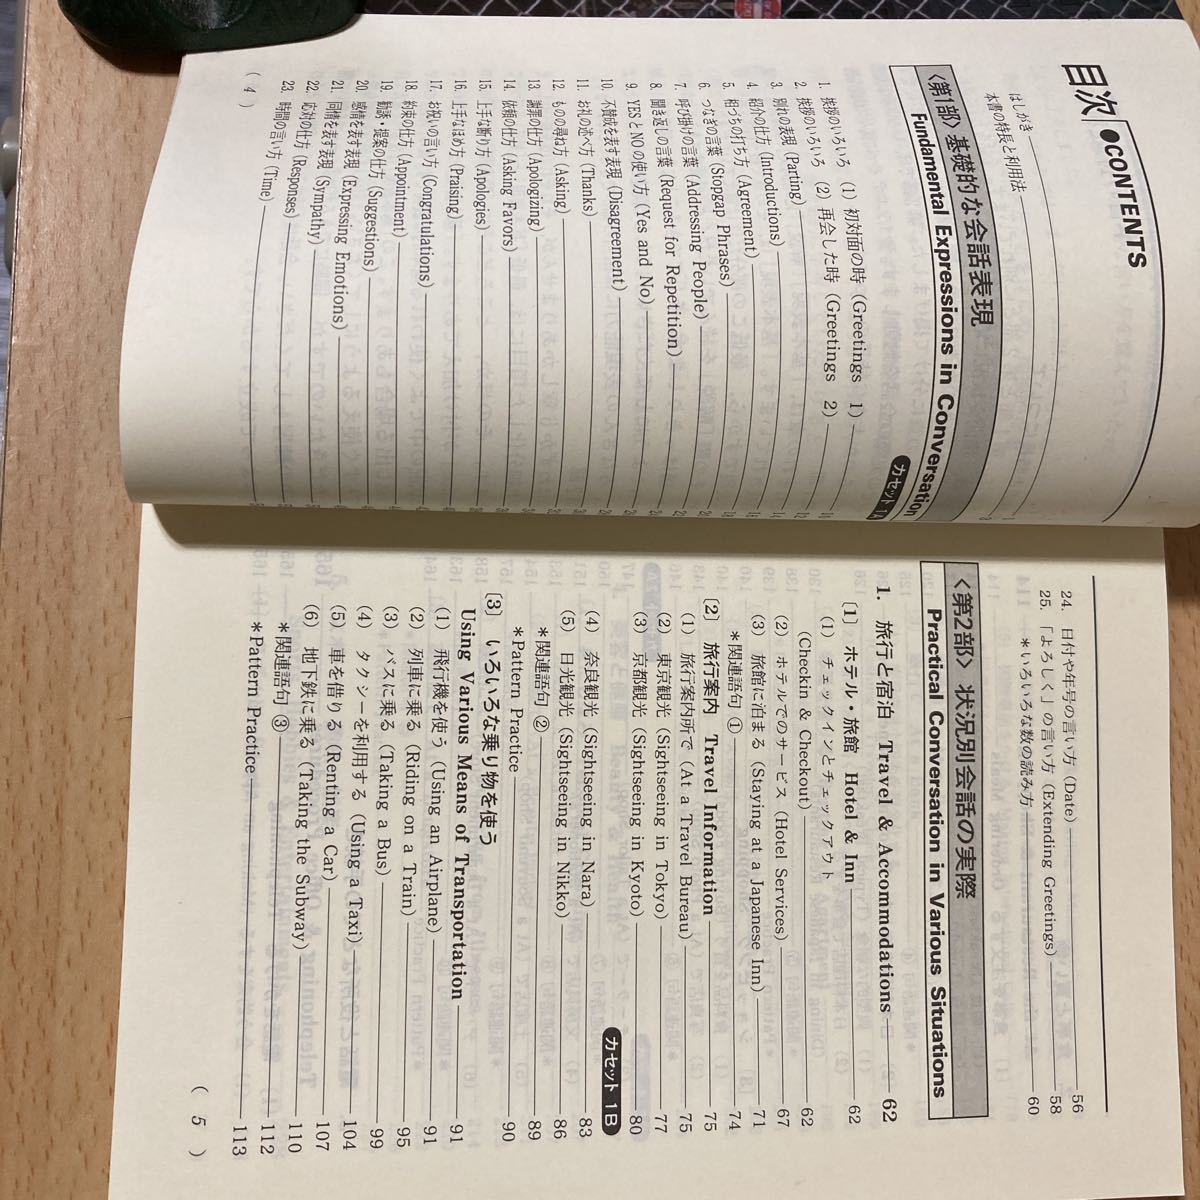 目次 ●CONTENTS
はしがき
本書の特長と利用法
〈第1部〉基礎的な会話表現
Fundamental Expressions in Conversation
カセット 1A
1. 挨拶のいろいろ (1) 初対面の時 (Greetings 1)
2. 挨拶のいろいろ (2) 再会した時 (Greetings 2)
3. 別れの表現 (Parting)
4. 紹介の仕方 (Introductions)
5. 相づちの打ち方 (Agreement)
6. つなぎの言葉 (Stopgap Phrases)
7. 呼び掛けの言葉 (Addressing People)
8. 聞き返しの言葉 (Request for Repetition)
9. YESとNOの使い方 (Yes and No)
10. 不賛成を表す表現 (Disagreement)
11. お礼の述べ方 (Thanks)
12. ものの尋ね方 (Asking)
13. 謝罪の仕方 (Apologizing)
14. 依頼の仕方 (Asking Favors)
15. 上手な断り方 (Apologies)
16. 上手なほめ方 (Praising)
17. お祝いの言い方 (Congratulations)
18. 約束の仕方 (Appointment)
19. 勧誘・提案の仕方 (Suggestions)
20. 感情を表す表現 (Expressing Emotions)
21. 同情を表す表現 (Sympathy)
22. 応対の仕方 (Responses)
23. 時間の言い方 (Time)
( 4 )
24. 日付や年号の言い方 (Date) 56
25. 「よろしく」の言い方 (Extending Greetings) 58
*いろいろな数の読み方 60
〈第2部〉状況別会話の実際
Practical Conversation in Various Situations
1. 旅行と宿泊 Travel & Accommodations 62
[1] ホテル・旅館 Hotel & Inn 62
(1) チェックインとチェックアウト
(Checkin & Checkout) 62
(2) ホテルでのサービス (Hotel Services) 67
(3) 旅館に泊まる (Staying at a Japanese Inn) 71
*関連語句 ① 74
[2] 旅行案内 Travel Information 75
(1) 旅行案内所で (At a Travel Bureau) 75
(2) 東京観光 (Sightseeing in Tokyo) 77
(3) 京都観光 (Sightseeing in Kyoto) 80
カセット 1B
(4) 奈良観光 (Sightseeing in Nara) 83
(5) 日光観光 (Sightseeing in Nikko) 86
*関連語句 ② 89
*Pattern Practice 90
[3] いろいろな乗り物を使う
Using Various Means of Transportation 91
(1) 飛行機を使う (Using an Airplane) 91
(2) 列車に乗る (Riding on a Train) 95
(3) バスに乗る (Taking a Bus) 99
(4) タクシーを利用する (Using a Taxi) 104
(5) 車を借りる (Renting a Car) 107
(6) 地下鉄に乗る (Taking the Subway) 110
*関連語句 ③ 112
*Pattern Practice 113
( 5 )